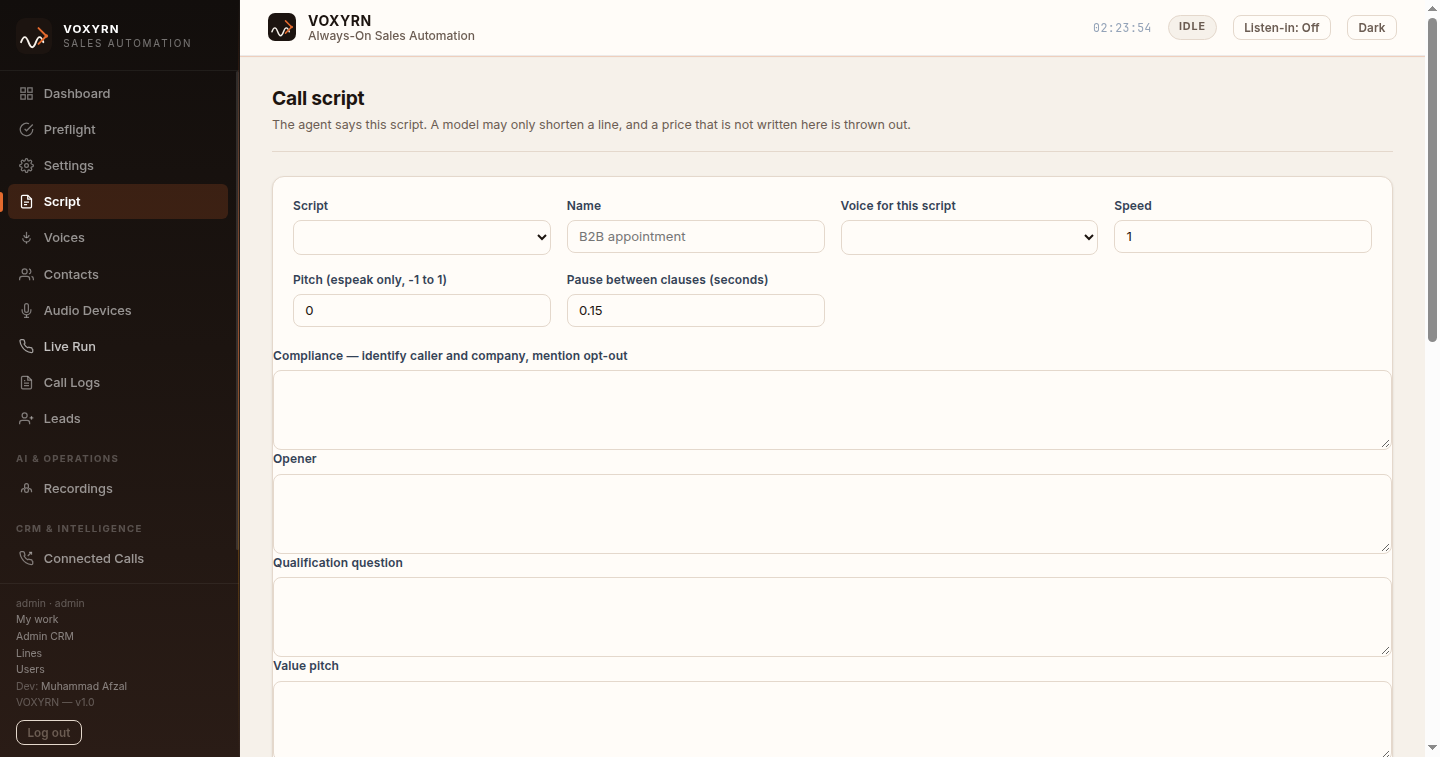 VOXYRN
SALES AUTOMATION
Dashboard
Preflight
Settings
Script
Voices
Contacts
Audio Devices
Live Run
Call Logs
Leads
AI & OPERATIONS
Recordings
CRM & INTELLIGENCE
Connected Calls
admin · admin
My work
Admin CRM
Lines
Users
Dev: Muhammad Afzal
VOXYRN — v1.0
Log out
VOXYRN
Always-On Sales Automation
02:23:54
IDLE
Listen-in: Off
Dark
Call script
The agent says this script. A model may only shorten a line, and a price that is not written here is thrown out.
Script
Name
Voice for this script
Speed
B2B appointment
1
Pitch (espeak only, -1 to 1)
Pause between clauses (seconds)
0
0.15
Compliance — identify caller and company, mention opt-out
Opener
Qualification question
Value pitch